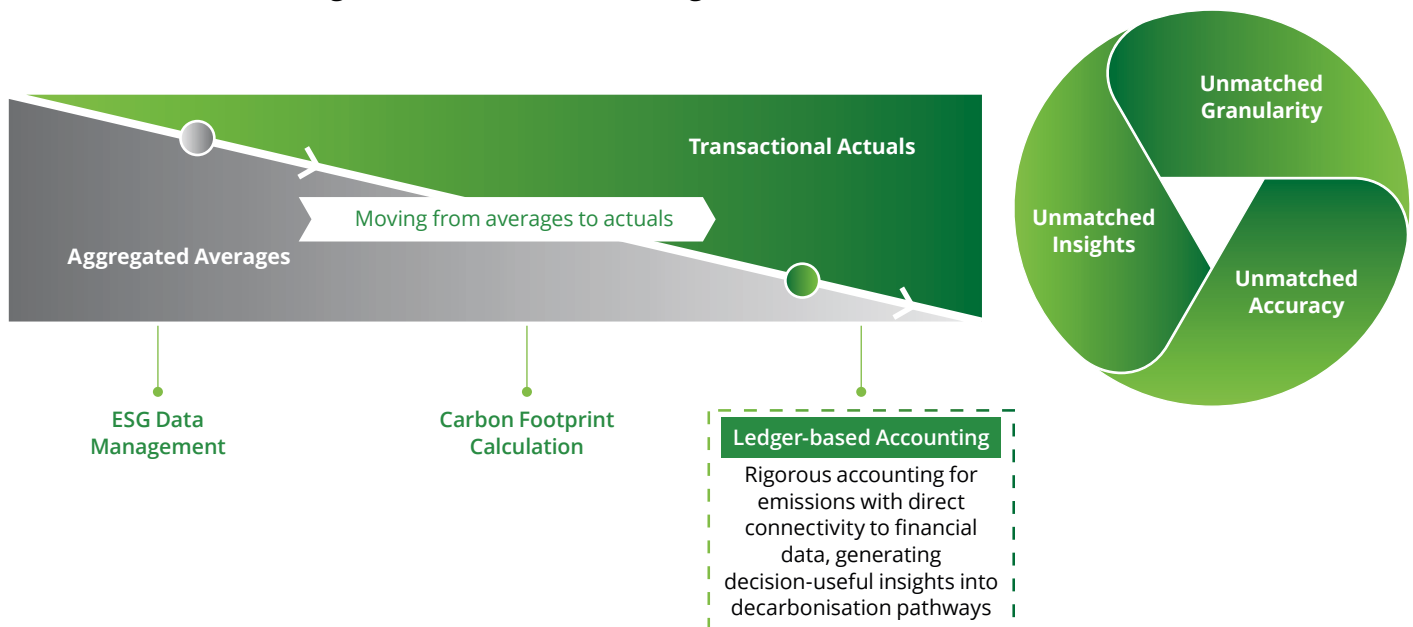 Transactional Actuals
Moving from averages to actuals
Aggregated Averages
ESG Data
Management
Carbon Footprint
Calculation
Ledger-based Accounting
Rigorous accounting for
emissions with direct
connectivity to financial
data, generating
decision-useful insights into
decarbonisation pathways
Unmatched
Granularity
Unmatched
Insights
Unmatched
Accuracy